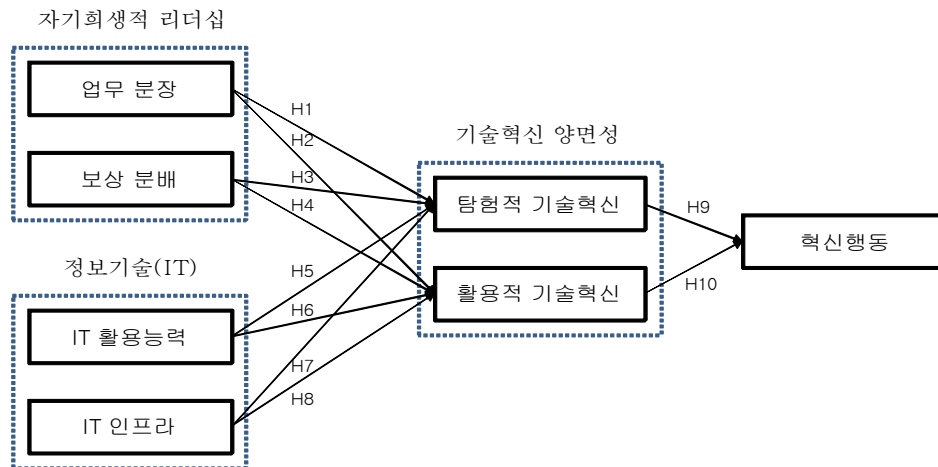 자기희생적 리더십
업무 분장
보상 분배
H1
H2
H3
H4
기술혁신 양면성
탐험적 기술혁신
활용적 기술혁신
H9
H10
혁신행동
정보기술(IT)
IT 활용능력
IT 인프라
H5
H6
H7
H8